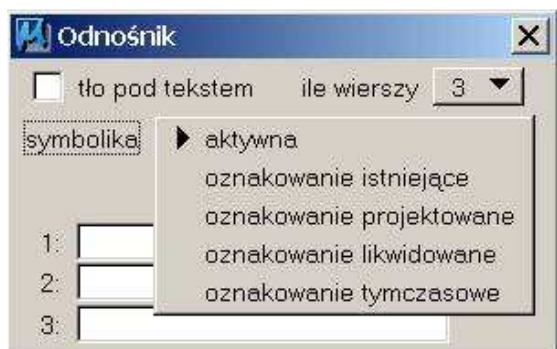 Odnośnik
tło pod tekstem ile wierszy 3
symbolika aktywna
oznakowanie istniejące
oznakowanie projektowane
1:
oznakowanie likwidowane
2:
oznakowanie tymczasowe
3: